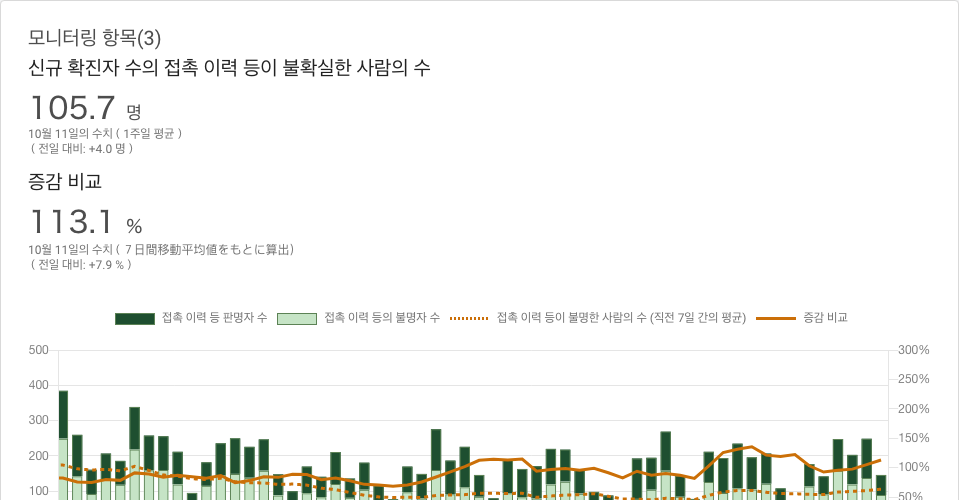 모니터링 항목(3)
신규 확진자 수의 접촉 이력 등이 불확실한 사람의 수
105.7 명
10월 11일의 수치 ( 1주일 평균 )
( 전일 대비: +4.0 명 )
증감 비교
113.1 %
10월 11일의 수치 ( ７日間移動平均値をもとに算出)
( 전일 대비: +7.9 % )
접촉 이력 등 판명자 수 접촉 이력 등의 불명자 수 접촉 이력 등이 불명한 사람의 수 (직전 7일 간의 평균) 증감 비교
500 300%
400 250%
300 200%
200 150%
100 100%
50%